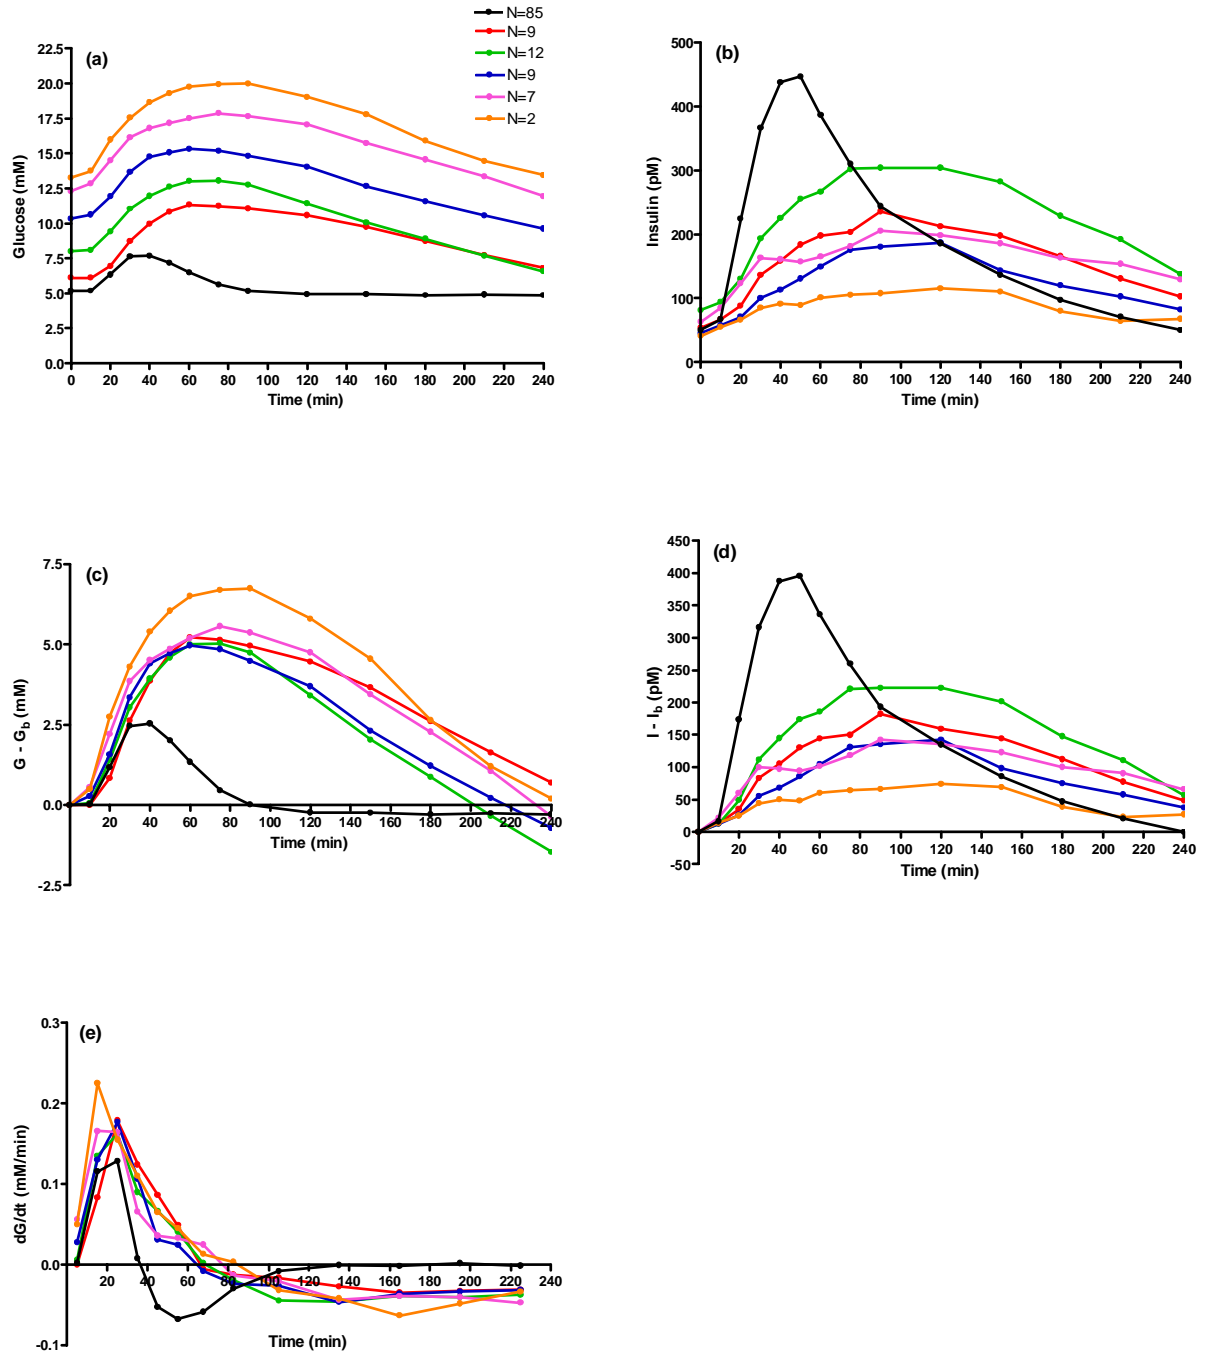 N=85
N=9
N=12
N=9
N=7
N=2
(a)
22.5
20.0
17.5
15.0
12.5
10.0
7.5
5.0
2.5
0.0
Glucose (mM)
0 20 40 60 80 100 120 140 160 180 200 220 240
Time (min)
(b)
500
400
300
200
100
0
Insulin (pM)
0 20 40 60 80 100 120 140 160 180 200 220 240
Time (min)
(c)
7.5
5.0
2.5
0.0
-2.5
G - Gb (mM)
20 40 60 80 100 120 140 160 180 200 220 240
Time (min)
(d)
450
400
350
300
250
200
150
100
50
0
-50
I - Ib
(pM)
20 40 60 80 100 120 140 160 180 200 220 240
Time (min)
(e)
0.3
0.2
0.1
0.0
-0.1
dG/dt (mM/min)
20 40 60 80 100 120 140 160 180 200 220 240
Time (min)